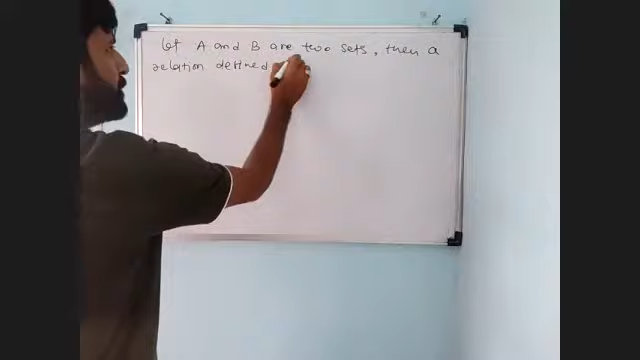 Let A and B are two sets, then a
relation defined